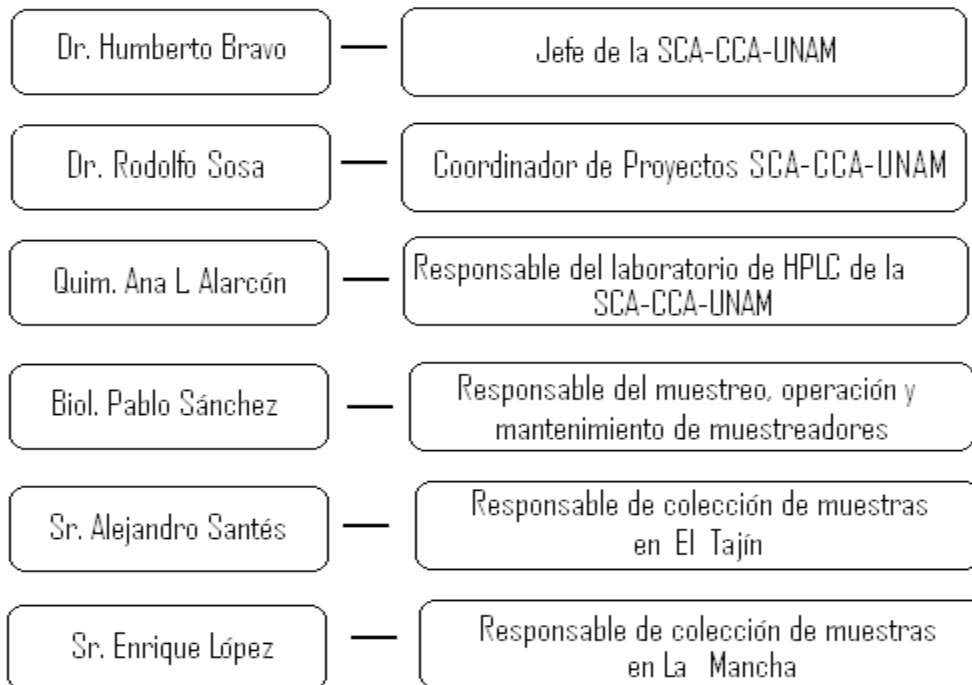 Dr. Humberto Bravo
Jefe de la SCA-CCA-UNAM
Dr. Rodolfo Sosa
Coordinador de Proyectos SCA-CCA-UNAM
Quim. Ana L. Alarcón
Responsable del laboratorio de HPLC de la
SCA-CCA-UNAM
Biol. Pablo Sánchez
Responsable del muestreo, operación y
mantenimiento de muestreadores
Sr. Alejandro Santés
Responsable de colección de muestras
en El Tajín
Sr. Enrique López
Responsable de colección de muestras
en La Mancha